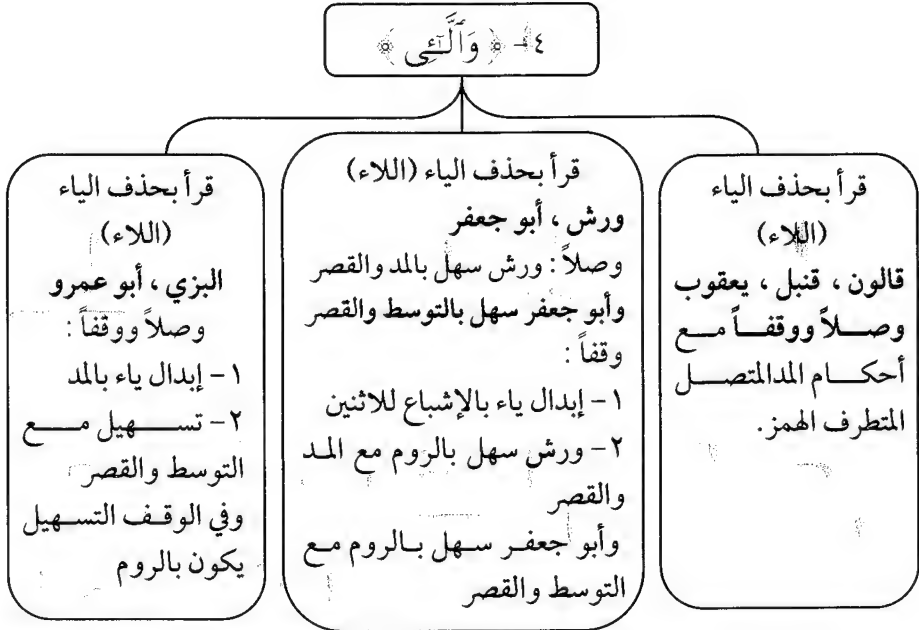 ٤- ﴿ وَٱلَّـٰٓـِٔى ﴾
قرأ بحذف الياء
(اللاء)
قالون ، قنبل ، يعقوب
وصلاً ووقفاً مع
أحكام المدالمتصل
المتطرف الهمز.
قرأ بحذف الياء (اللاء)
ورش ، أبو جعفر
وصلاً : ورش سهل بالمد والقصر
وأبو جعفر سهل بالتوسط والقصر
وقفاً :
١- إبدال ياء بالإشباع للاثنين
٢- ورش سهل بالروم مع المد
والقصر
وأبو جعفر سهل بالروم مع
التوسط والقصر
قرأ بحذف الياء
(اللاء)
البزي ، أبو عمرو
وصلاً ووقفاً :
١- إبدال ياء بالمد
٢- تسهيل مع
التوسط والقصر
وفي الوقف التسهيل
يكون بالروم